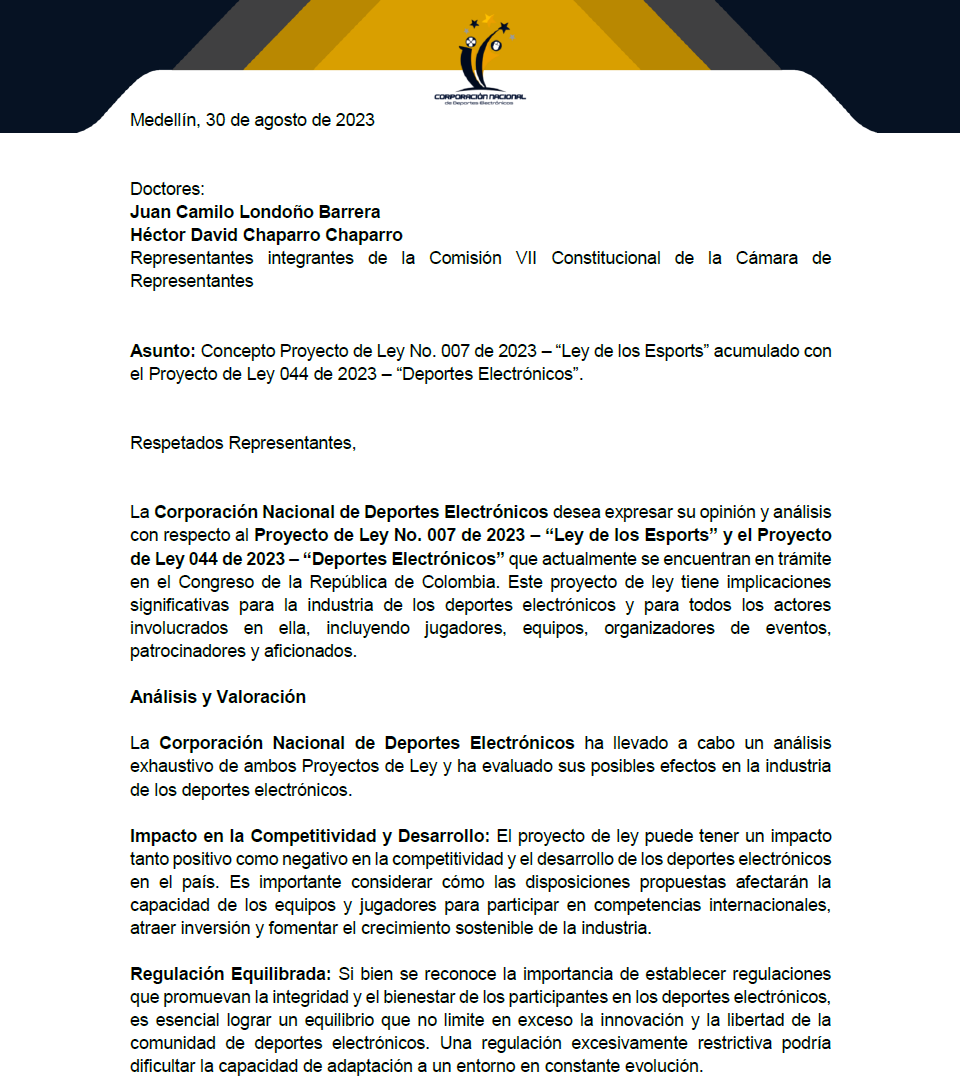 CORPORACIÓN NACIONAL
de Deportes Electrónicos
Medellín, 30 de agosto de 2023
Doctores:
Juan Camilo Londoño Barrera
Héctor David Chaparro Chaparro
Representantes integrantes de la Comisión VII Constitucional de la Cámara de
Representantes
Asunto: Concepto Proyecto de Ley No. 007 de 2023 – “Ley de los Esports” acumulado con
el Proyecto de Ley 044 de 2023 – “Deportes Electrónicos”.
Respetados Representantes,
La Corporación Nacional de Deportes Electrónicos desea expresar su opinión y análisis
con respecto al Proyecto de Ley No. 007 de 2023 – “Ley de los Esports” y el Proyecto
de Ley 044 de 2023 – “Deportes Electrónicos” que actualmente se encuentran en trámite
en el Congreso de la República de Colombia. Este proyecto de ley tiene implicaciones
significativas para la industria de los deportes electrónicos y para todos los actores
involucrados en ella, incluyendo jugadores, equipos, organizadores de eventos,
patrocinadores y aficionados.
Análisis y Valoración
La Corporación Nacional de Deportes Electrónicos ha llevado a cabo un análisis
exhaustivo de ambos Proyectos de Ley y ha evaluado sus posibles efectos en la industria
de los deportes electrónicos.
Impacto en la Competitividad y Desarrollo: El proyecto de ley puede tener un impacto
tanto positivo como negativo en la competitividad y el desarrollo de los deportes electrónicos
en el país. Es importante considerar cómo las disposiciones propuestas afectarán la
capacidad de los equipos y jugadores para participar en competencias internacionales,
atraer inversión y fomentar el crecimiento sostenible de la industria.
Regulación Equilibrada: Si bien se reconoce la importancia de establecer regulaciones
que promuevan la integridad y el bienestar de los participantes en los deportes electrónicos,
es esencial lograr un equilibrio que no limite en exceso la innovación y la libertad de la
comunidad de deportes electrónicos. Una regulación excesivamente restrictiva podría
dificultar la capacidad de adaptación a un entorno en constante evolución.